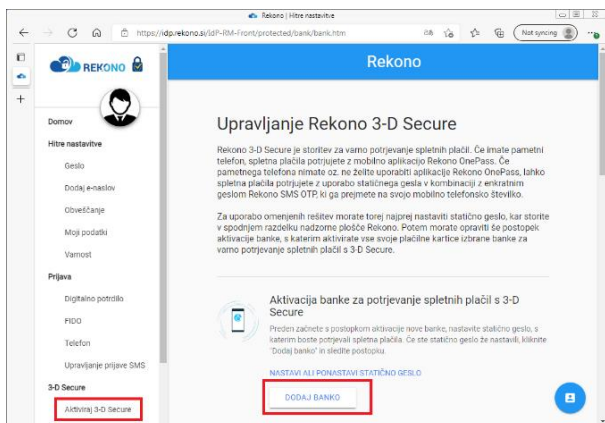 Rekono | Hitre nastavitve
https://idp.rekono.si/IdP-RM-Front/protected/bank/bank.htm
Not syncing
REKONO
Rekono
Domov
Hitre nastavitve
Geslo
Dodaj e-naslov
Obveščanje
Moji podatki
Varnost
Prijava
Digitalno potrdilo
FIDO
Telefon
Upravljanje prijave SMS
3-D Secure
Aktiviraj 3-D Secure
Upravljanje Rekono 3-D Secure
Rekono 3-D Secure je storitev za varno potrjevanje spletnih plačil. Če imate pametni
telefon, spletna plačila potrjujete z mobilno aplikacijo Rekono OnePass. Če
pametnega telefona nimate oz. ne želite uporabiti aplikacije Rekono OnePass, lahko
spletna plačila potrjujete z uporabo statičnega gesla v kombinaciji z enkratnim
geslom Rekono SMS OTP, ki ga prejmete na svojo mobilno telefonsko številko.
Za uporabo omenjenih rešitev morate torej najprej nastaviti statično geslo, kar storite
v spodnjem razdelku nadzorne plošče Rekono. Potem morate opraviti še postopek
aktivacije banke, s katerim aktivirate vse svoje plačilne kartice izbrane banke za
varno potrjevanje spletnih plačil s 3-D Secure.
Aktivacija banke za potrjevanje spletnih plačil s 3-D
Secure
Preden začnete s postopkom aktivacije nove banke, nastavite statično geslo, s
katerim boste potrjevali spletna plačila. Če ste statično geslo že nastavili, kliknite
"Dodaj banko" in sledite postopku.
NASTAVI ALI PONASTAVI STATIČNO GESLO
DODAJ BANKO